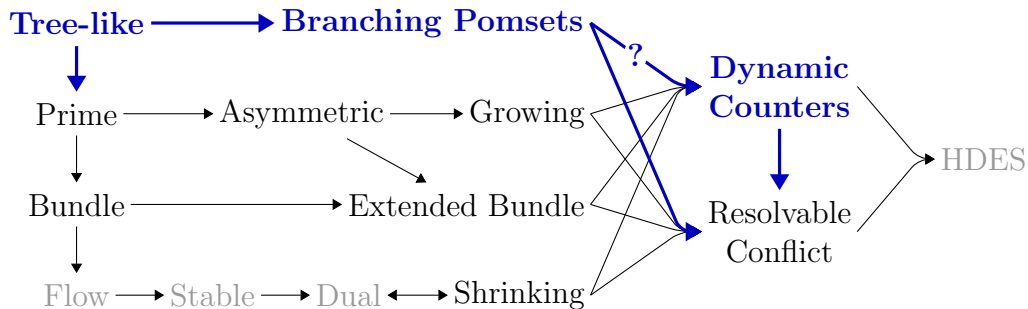 Tree-like
Branching Pomsets
?
Dynamic
Counters
Prime
Asymmetric
Growing
HDES
Bundle
Extended Bundle
Resolvable
Conflict
Flow
Stable
Dual
Shrinking